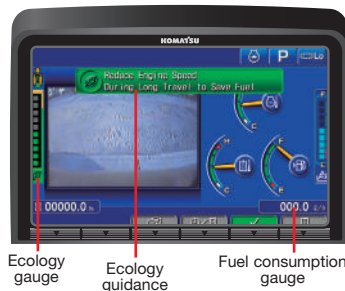 KOMATSU
P
Lo
Reduce Engine Speed
During Long Travel to Save Fuel
H
C
H
C
F
E
00000.0 h
000.0
Ecology
gauge
Ecology
guidance
Fuel consumption
gauge